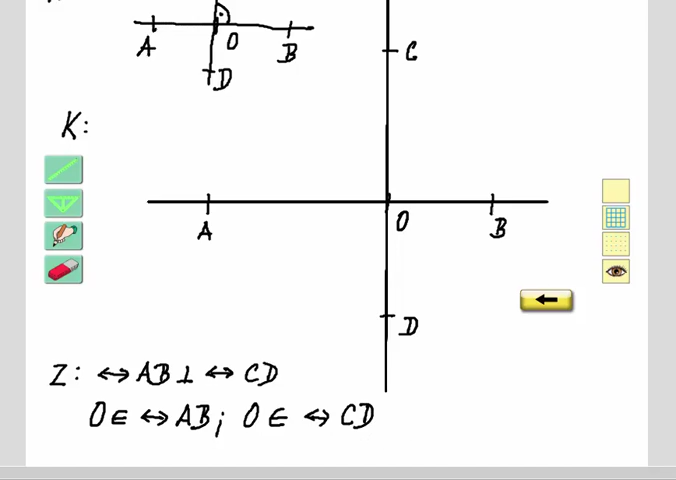 A O B
D
C
K:
A O B
D
Z: ↔AB⊥ ↔CD
O∈ ↔AB; O∈ ↔CD